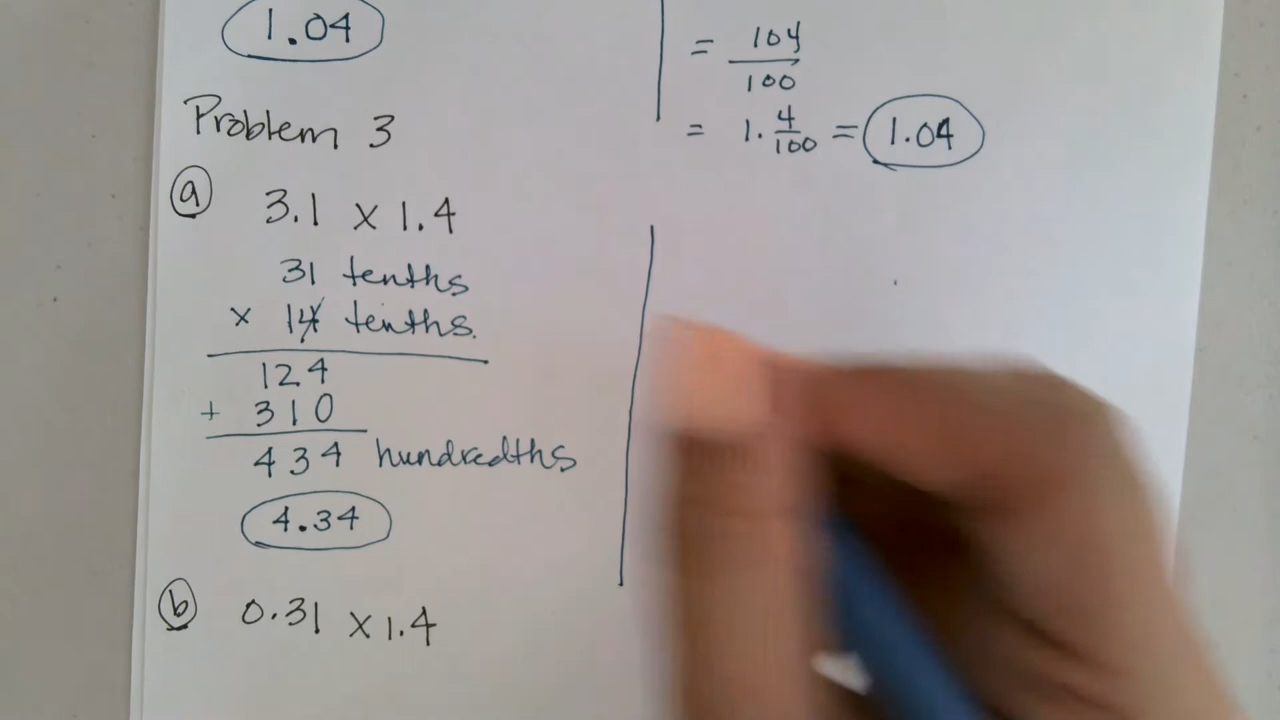 1.04
Problem 3
a 3.1 x 1.4
31 tenths
x 14 tenths.
124
+ 310
434 hundredths
4.34
b 0.31 x 1.4
= 104
100
= 1. 4/100 = 1.04